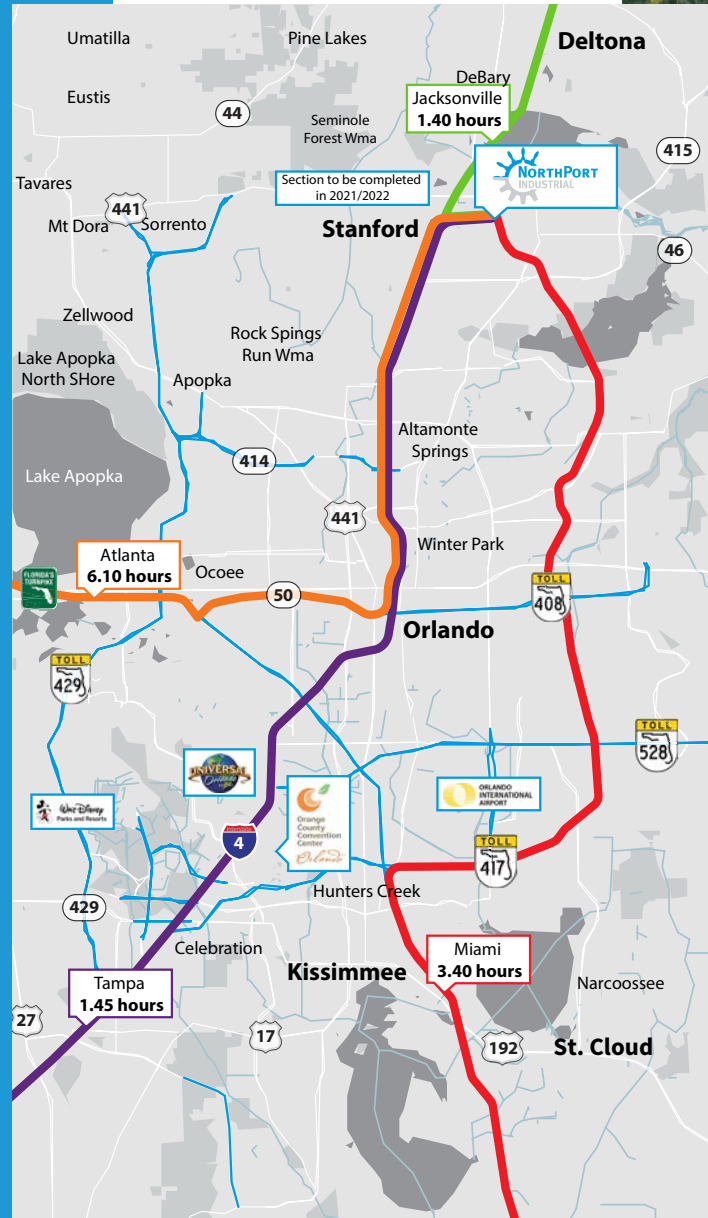 Umatilla
Pine Lakes
Deltona
DeBary
Eustis
Jacksonville
1.40 hours
44
Seminole
Forest Wma
415
NORTHPORT
INDUSTRIAL
Tavares
Section to be completed
in 2021/2022
441
Mt Dora
Sorrento
Stanford
46
Zellwood
Rock Spings
Run Wma
Lake Apopka
North SHore
Apopka
Altamonte
Springs
414
Lake Apopka
441
Winter Park
Atlanta
6.10 hours
Ocoee
FLORIDA'S
TURNPIKE
50
TOLL
408
Orlando
TOLL
429
TOLL
528
UNIVERSAL
Orlando
Walt Disney
Parks and Resorts
Orange
County
Convention
Center
Orlando
ORLANDO
INTERNATIONAL
AIRPORT
INTERSTATE
4
TOLL
417
Hunters Creek
429
Celebration
Kissimmee
Miami
3.40 hours
Tampa
1.45 hours
Narcoossee
27
17
192
St. Cloud